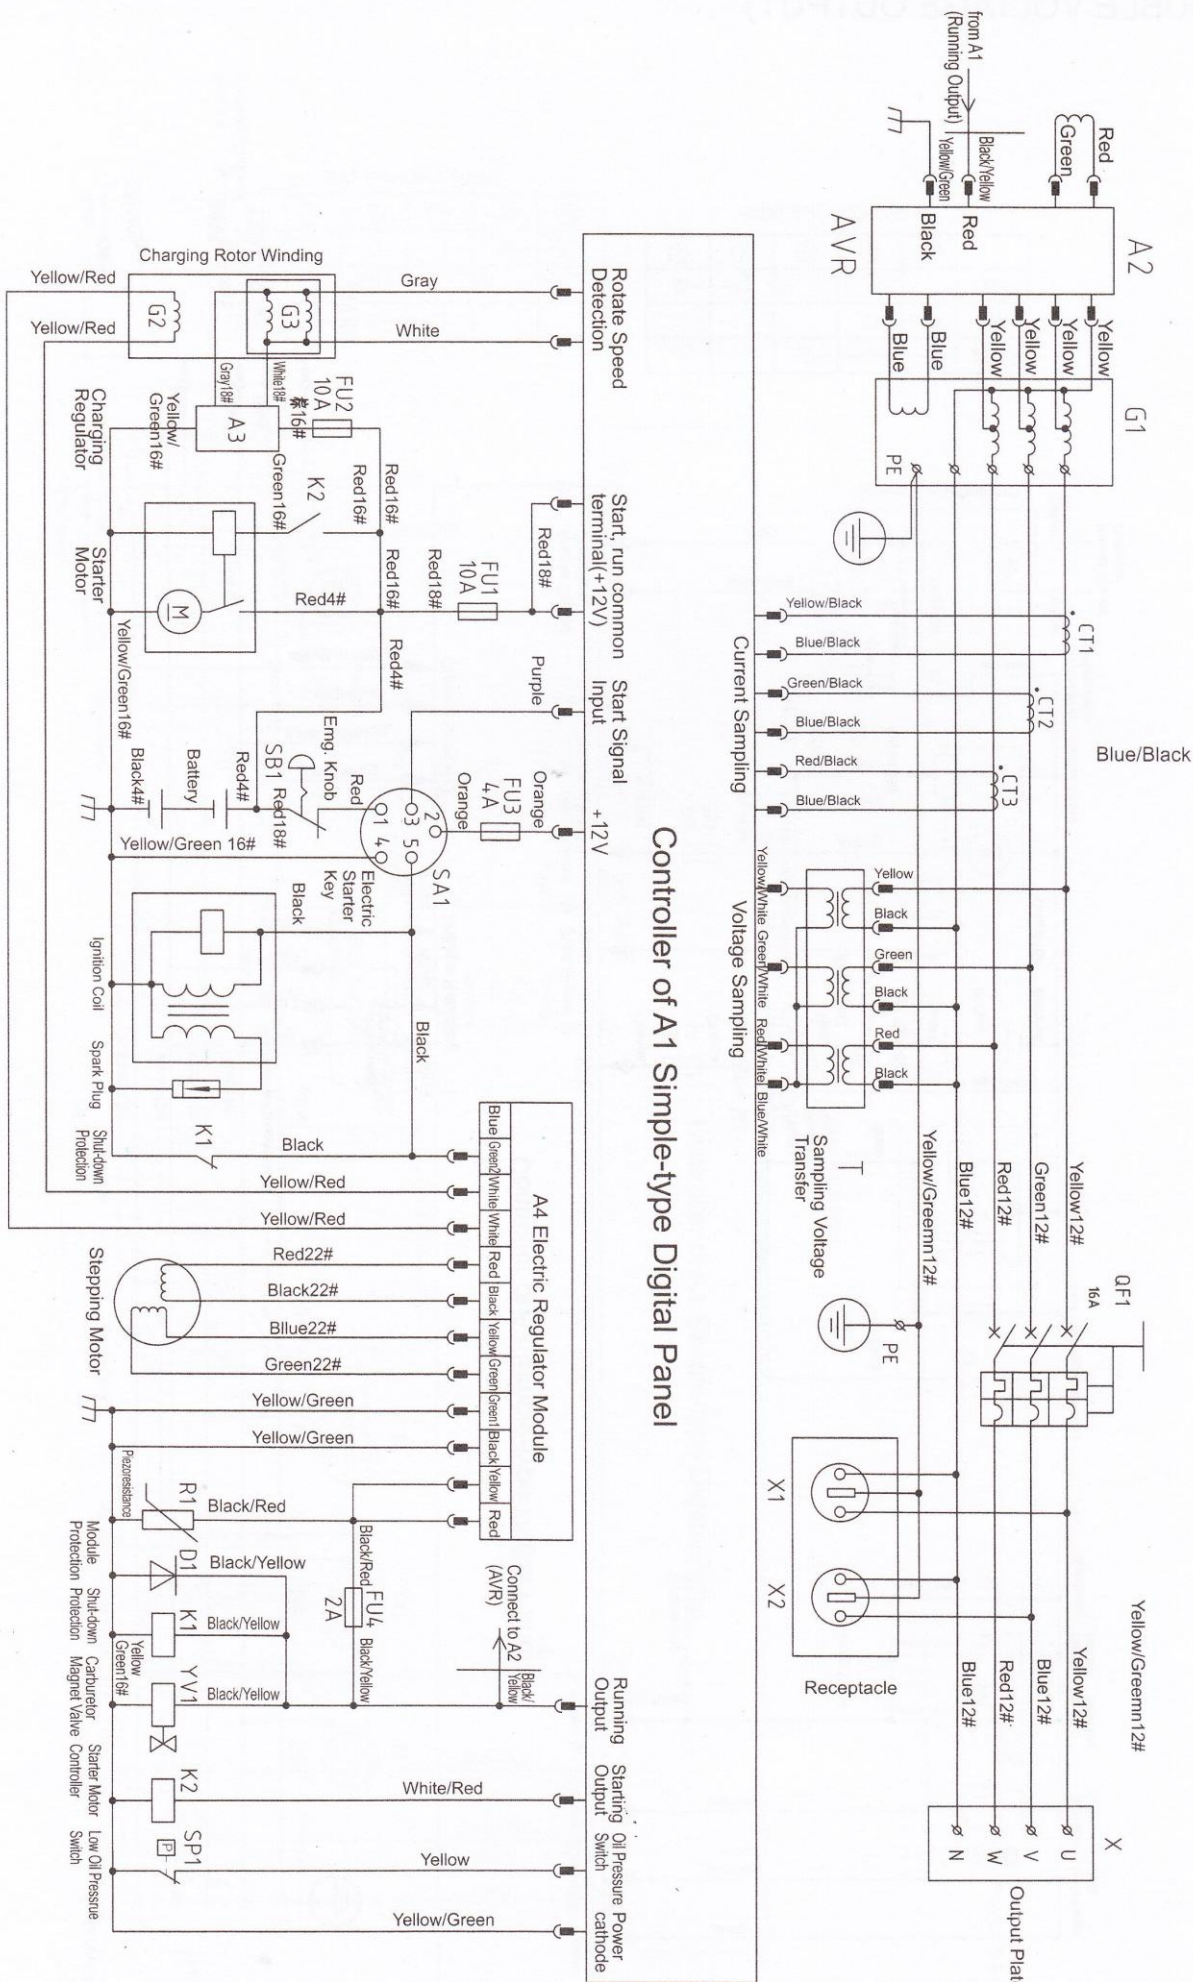 from A1
(Running Output)
Black/Yellow
Yellow/Green
Red
Green
Red
Black
A2
AVR
Yellow
Yellow
Yellow
Yellow
Blue
Blue
G1
PE
CT1
CT2
CT3
Blue/Black
Yellow/Black
Blue/Black
Green/Black
Blue/Black
Red/Black
Blue/Black
Current Sampling
Yellow
Black
Green
Black
Red
Black
Yellow/White
Green/White
Red/White
Blue/White
Voltage Sampling
T
Sampling Voltage
Transfer
Yellow12#
Green12#
Red12#
Blue12#
Yellow/Greemn12#
QF1
16A
PE
X1
X2
Receptacle
Yellow/Greemn12#
Yellow12#
Blue12#
Red12#
Blue12#
X
U
V
W
N
Output Plat
Controller of A1 Simple-type Digital Panel
Rotate Speed
Detection
Start, run common
terminal(+12V)
Start Signal
Input
+12V
Running
Output
Starting
Output
Oil Pressure
Switch
Power
cathode
Charging Rotor Winding
Yellow/Red
Yellow/Red
G2
G3
Gray
White
Gray18#
White18#
FU2
10A
棕16#
A3
Yellow/
Green16#
Charging
Regulator
Green16#
K2
Red16#
Red16#
Red16#
Red18#
FU1
10A
Red18#
Starter
Motor
M
Red4#
Red4#
Yellow/Green16#
Purple
Orange
FU3
4A
Orange
Black4#
Battery
Red4#
SB1
Red18#
Emg. Knob
Red
1
2
3
4
5
SA1
Yellow/Green 16#
Electric
Starter
Key
Black
Ignition Coil
Spark Plug
Black
K1
Shut-down
Protection
A4 Electric Regulator Module
Blue
Green2
White
White
Red
Black
Yellow
Green
Green1
Black
Yellow
Red
Black
Yellow/Red
Yellow/Red
Red22#
Black22#
Bllue22#
Green22#
Stepping Motor
Yellow/Green
Yellow/Green
Piezoresistance
R1
Black/Red
Black/Red
FU4
2A
Black/Yellow
Connect to A2
(AVR)
Black/
Yellow
D1
Black/Yellow
Module
Protection
K1
Black/Yellow
Shut-down
Protection
Yellow
Green16#
YV1
Black/Yellow
Carburetor
Magnet Valve
K2
White/Red
Starter Motor
Controller
P
SP1
Yellow
Low Oil Pressrue
Switch
Yellow/Green